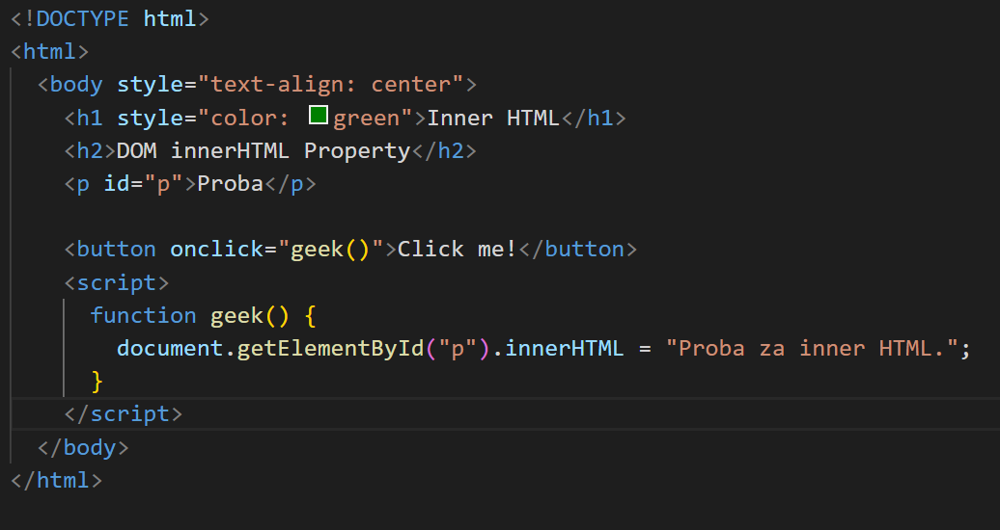 <!DOCTYPE html>
<html>
<body style="text-align: center">
<h1 style="color: green">Inner HTML</h1>
<h2>DOM innerHTML Property</h2>
<p id="p">Proba</p>
<button onclick="geek()">Click me!</button>
<script>
function geek() {
document.getElementById("p").innerHTML = "Proba za inner HTML.";
}
</script>
</body>
</html>